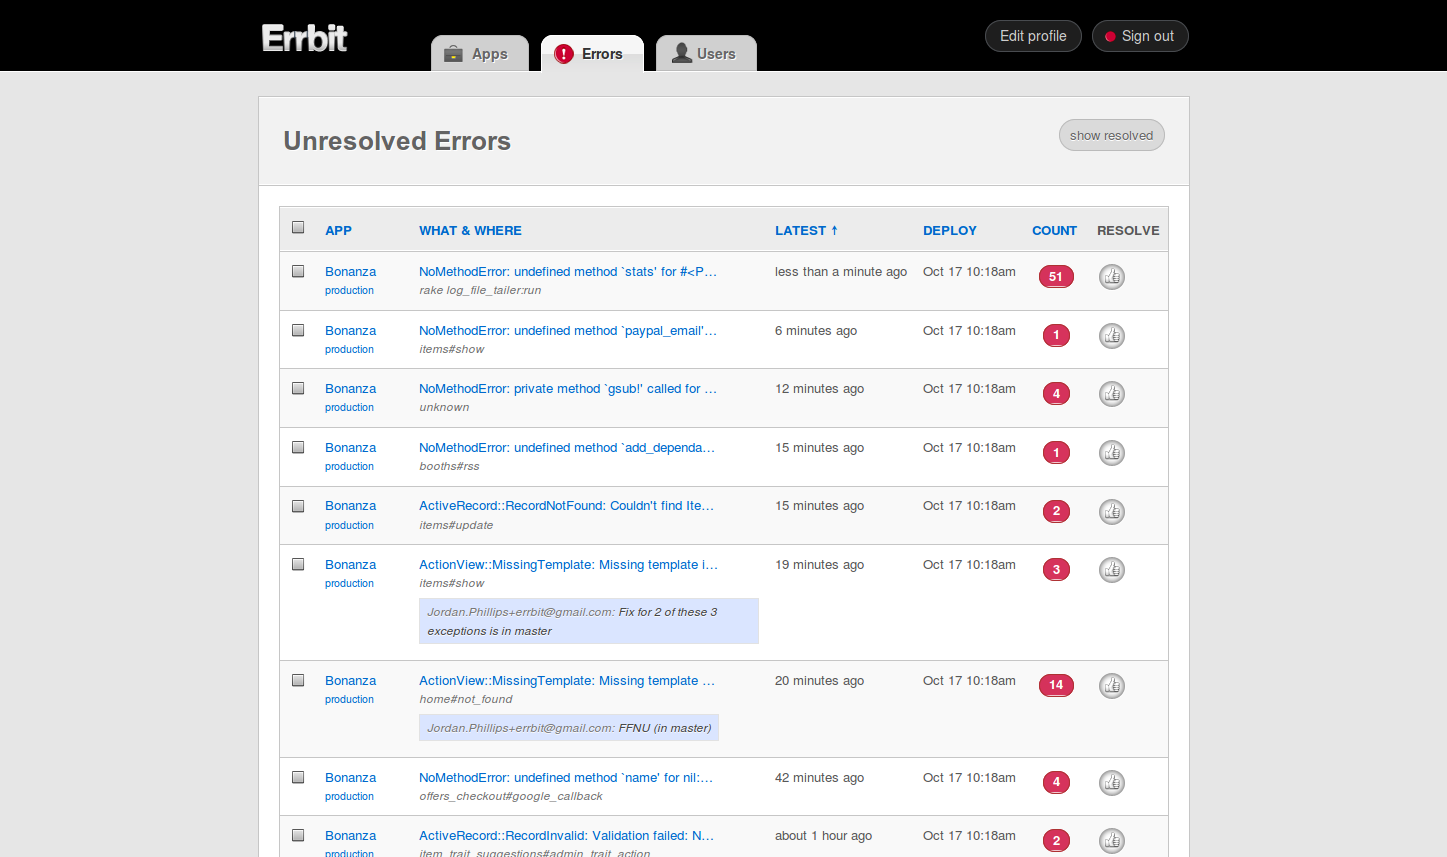 Errbit
Apps
Errors
Users
Edit profile
Sign out
Unresolved Errors
show resolved
APP WHAT & WHERE LATEST ↑ DEPLOY COUNT RESOLVE
Bonanza NoMethodError: undefined method `stats' for #<P… less than a minute ago Oct 17 10:18am 51
production rake log_file_tailer:run
Bonanza NoMethodError: undefined method `paypal_email'… 6 minutes ago Oct 17 10:18am 1
production items#show
Bonanza NoMethodError: private method `gsub!' called for … 12 minutes ago Oct 17 10:18am 4
production unknown
Bonanza NoMethodError: undefined method `add_dependa… 15 minutes ago Oct 17 10:18am 1
production booths#rss
Bonanza ActiveRecord::RecordNotFound: Couldn't find Ite… 15 minutes ago Oct 17 10:18am 2
production items#update
Bonanza ActionView::MissingTemplate: Missing template i… 19 minutes ago Oct 17 10:18am 3
production items#show
Jordan.Phillips+errbit@gmail.com: Fix for 2 of these 3
exceptions is in master
Bonanza ActionView::MissingTemplate: Missing template … 20 minutes ago Oct 17 10:18am 14
production home#not_found
Jordan.Phillips+errbit@gmail.com: FFNU (in master)
Bonanza NoMethodError: undefined method `name' for nil:… 42 minutes ago Oct 17 10:18am 4
production offers_checkout#google_callback
Bonanza ActiveRecord::RecordInvalid: Validation failed: N… about 1 hour ago Oct 17 10:18am 2
production item_trait_suggestions#admin_trait_action